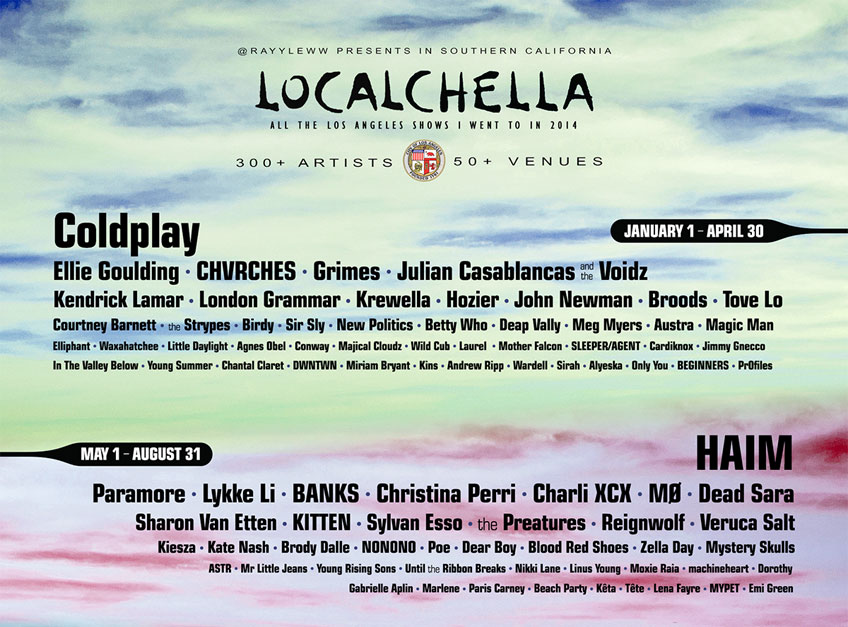 @RAYYLEWW PRESENTS IN SOUTHERN CALIFORNIA
LOCALCHELLA
ALL THE LOS ANGELES SHOWS I WENT TO IN 2014
300+ ARTISTS 50+ VENUES
Coldplay
JANUARY 1 - APRIL 30
Ellie Goulding • CHVRCHES • Grimes • Julian Casablancas and the Voidz
Kendrick Lamar • London Grammar • Krewella • Hozier • John Newman • Broods • Tove Lo
Courtney Barnett • the Strypes • Birdy • Sir Sly • New Politics • Betty Who • Deap Vally • Meg Myers • Austra • Magic Man
Elliphant • Waxahatchee • Little Daylight • Agnes Obel • Conway • Majical Cloudz • Wild Cub • Laurel • Mother Falcon • SLEEPER/AGENT • Cardiknox • Jimmy Gnecco
In The Valley Below • Young Summer • Chantal Claret • DWNTWN • Miriam Bryant • Kins • Andrew Ripp • Wardell • Sirah • Alyeska • Only You • BEGINNERS • Pr0files
MAY 1 - AUGUST 31
HAIM
Paramore • Lykke Li • BANKS • Christina Perri • Charli XCX • MØ • Dead Sara
Sharon Van Etten • KITTEN • Sylvan Esso • the Preatures • Reignwolf • Veruca Salt
Kiesza • Kate Nash • Brody Dalle • NONONO • Poe • Dear Boy • Blood Red Shoes • Zella Day • Mystery Skulls
ASTR • Mr Little Jeans • Young Rising Sons • Until the Ribbon Breaks • Nikki Lane • Linus Young • Moxie Raia • machineheart • Dorothy
Gabrielle Aplin • Marlene • Paris Carney • Beach Party • Kêta • Tête • Lena Fayre • MYPET • Emi Green